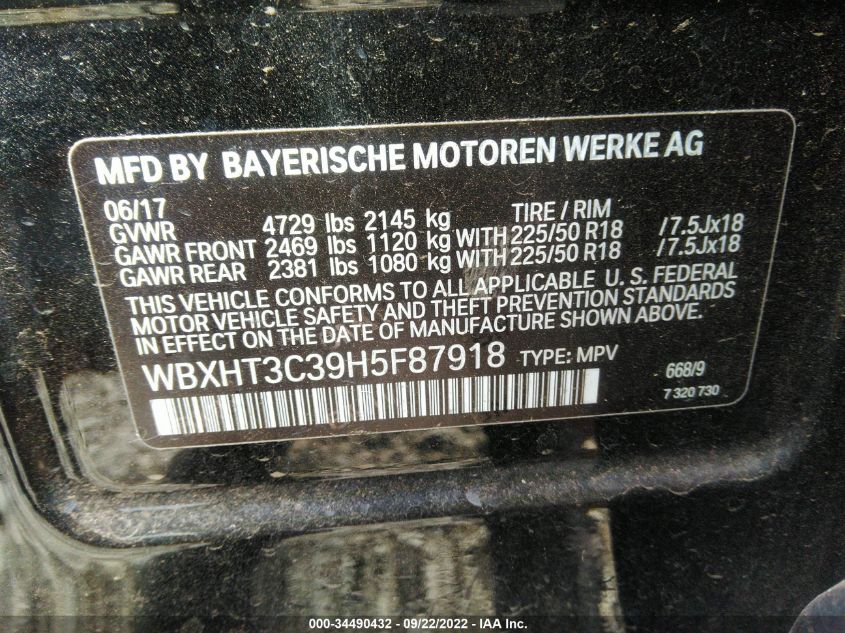 MFD BY BAYERISCHE MOTOREN WERKE AG
06/17 TIRE / RIM
GVWR 4729 lbs 2145 kg
GAWR FRONT 2469 lbs 1120 kg WITH 225/50 R18 /7.5Jx18
GAWR REAR 2381 lbs 1080 kg WITH 225/50 R18 /7.5Jx18
THIS VEHICLE CONFORMS TO ALL APPLICABLE U. S. FEDERAL
MOTOR VEHICLE SAFETY AND THEFT PREVENTION STANDARDS
IN EFFECT ON THE DATE OF MANUFACTURE SHOWN ABOVE.
WBXHT3C39H5F87918 TYPE: MPV 668/9
7 320 730
000-34490432 - 09/22/2022 - IAA Inc.